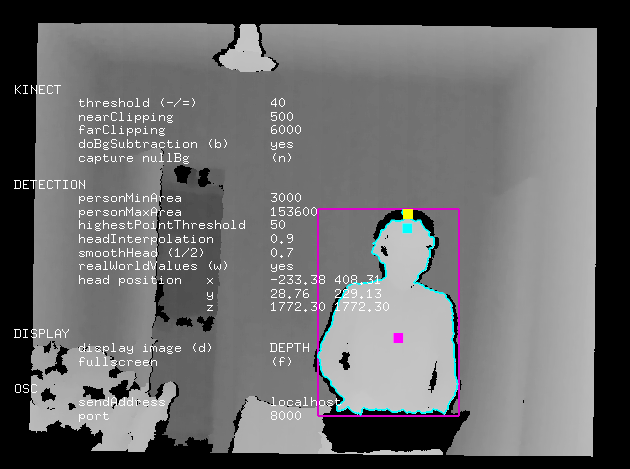 KINECT
threshold (-/=) 40
nearClipping 500
farClipping 6000
doBgSubtraction (b) yes
capture nullBg (n)
DETECTION
personMinArea 3000
personMaxArea 153600
highestPointThreshold 50
headInterpolation 0.9
smoothHead (1/2) 0.7
realWorldValues (w) yes
head position x -233.38 408.31
y 28.76 229.13
z 1772.30 1772.30
DISPLAY
display image (d) DEPTH
fullscreen (f)
OSC
sendAddress localhost
port 8000